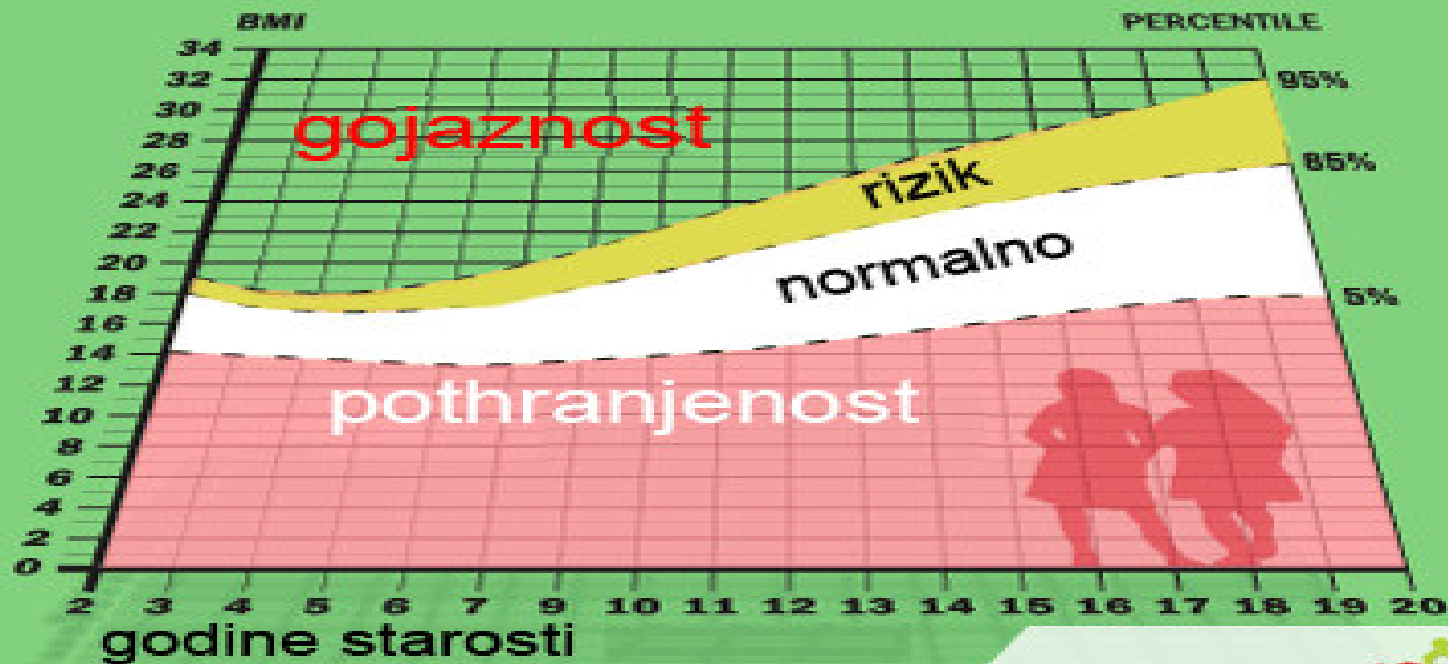 BMI PERCENTILE
34
32 95%
30
gojaznost
28
26 rizik 85%
24
22 normalno
20
18 5%
16
14
12 pothranjenost
10
8
6
4
2
0
2 3 4 5 6 7 9 10 11 12 13 14 15 16 17 18 19 20
godine starosti